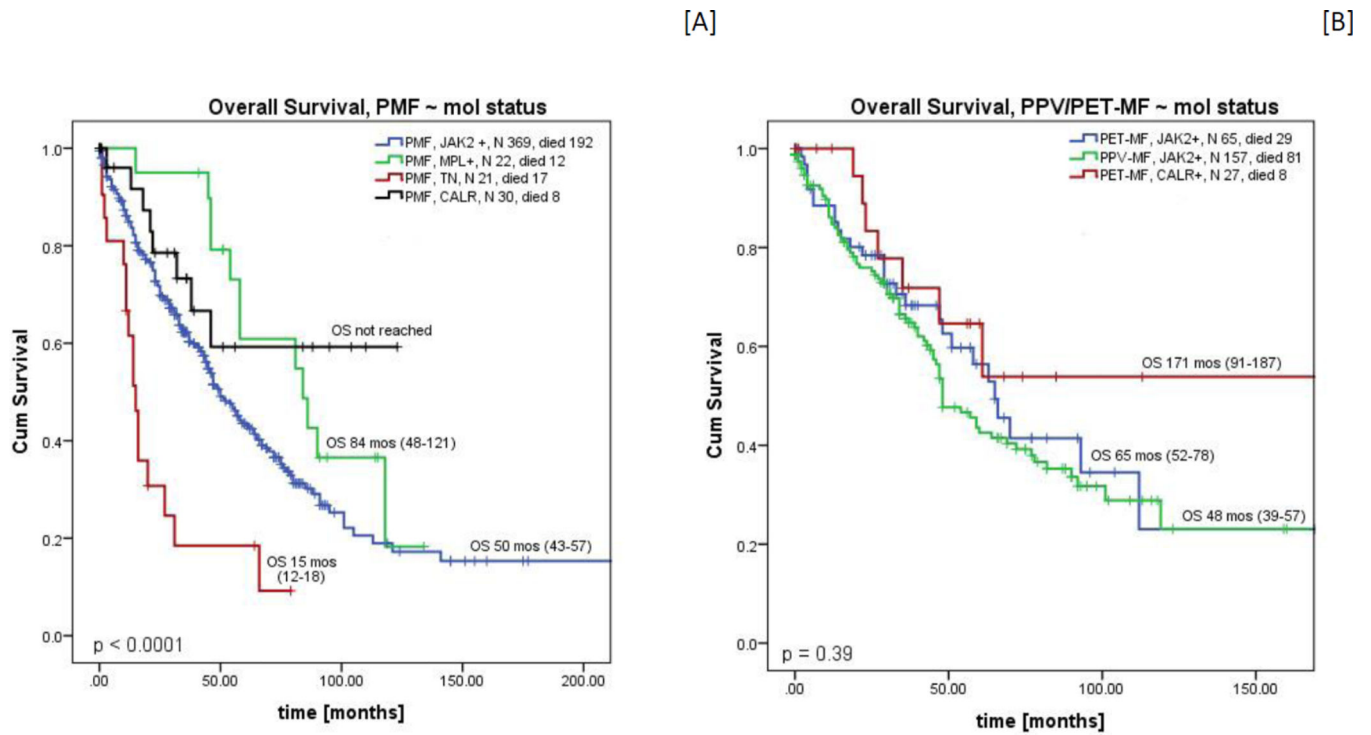 [A]
[B]
Overall Survival, PMF ~ mol status
PMF, JAK2 +, N 369, died 192
PMF, MPL+, N 22, died 12
PMF, TN, N 21, died 17
PMF, CALR, N 30, died 8
1.0
0.8
0.6
0.4
0.2
0.0
Cum Survival
OS not reached
OS 84 mos (48-121)
OS 50 mos (43-57)
OS 15 mos
(12-18)
p < 0.0001
.00
50.00
100.00
150.00
200.00
time [months]
Overall Survival, PPV/PET-MF ~ mol status
PET-MF, JAK2+, N 65, died 29
PPV-MF, JAK2+, N 157, died 81
PET-MF, CALR+, N 27, died 8
1.0
0.8
0.6
0.4
0.2
0.0
Cum Survival
OS 171 mos (91-187)
OS 65 mos (52-78)
OS 48 mos (39-57)
p = 0.39
.00
50.00
100.00
150.00
time [months]